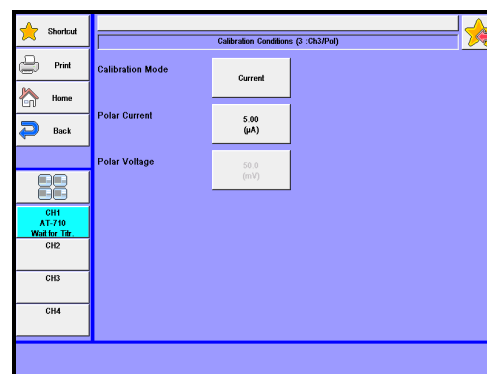 Shortcut
Print
Home
Back
CH1
AT-710
Wait for Titr.
CH2
CH3
CH4
Calibration Conditions (3 :Ch3/Pol)
Calibration Mode
Current
Polar Current
5.00
(µA)
Polar Voltage
50.0
(mV)